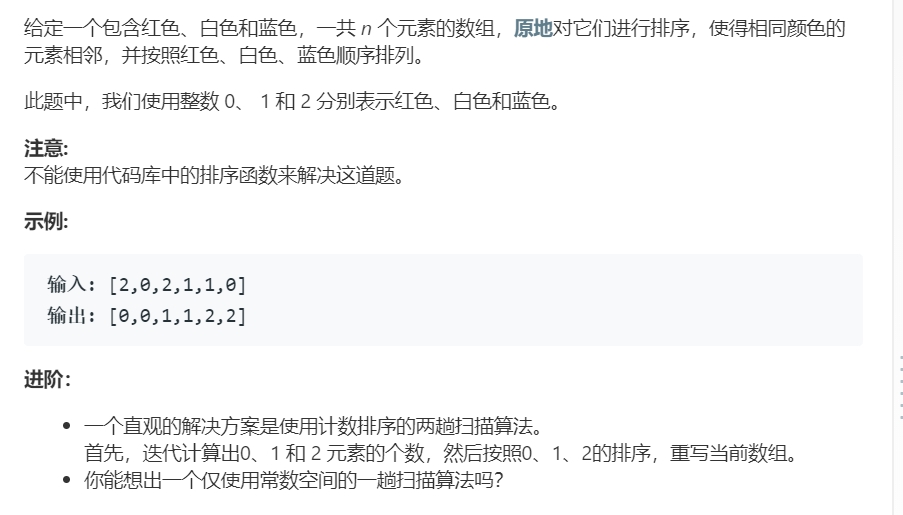 给定一个包含红色、白色和蓝色，一共 n 个元素的数组，原地对它们进行排序，使得相同颜色的
元素相邻，并按照红色、白色、蓝色顺序排列。
此题中，我们使用整数 0、 1 和 2 分别表示红色、白色和蓝色。
注意:
不能使用代码库中的排序函数来解决这道题。
示例:
输入: [2,0,2,1,1,0]
输出: [0,0,1,1,2,2]
进阶：
• 一个直观的解决方案是使用计数排序的两趟扫描算法。
首先，迭代计算出0、1 和 2 元素的个数，然后按照0、1、2的排序，重写当前数组。
• 你能想出一个仅使用常数空间的一趟扫描算法吗？